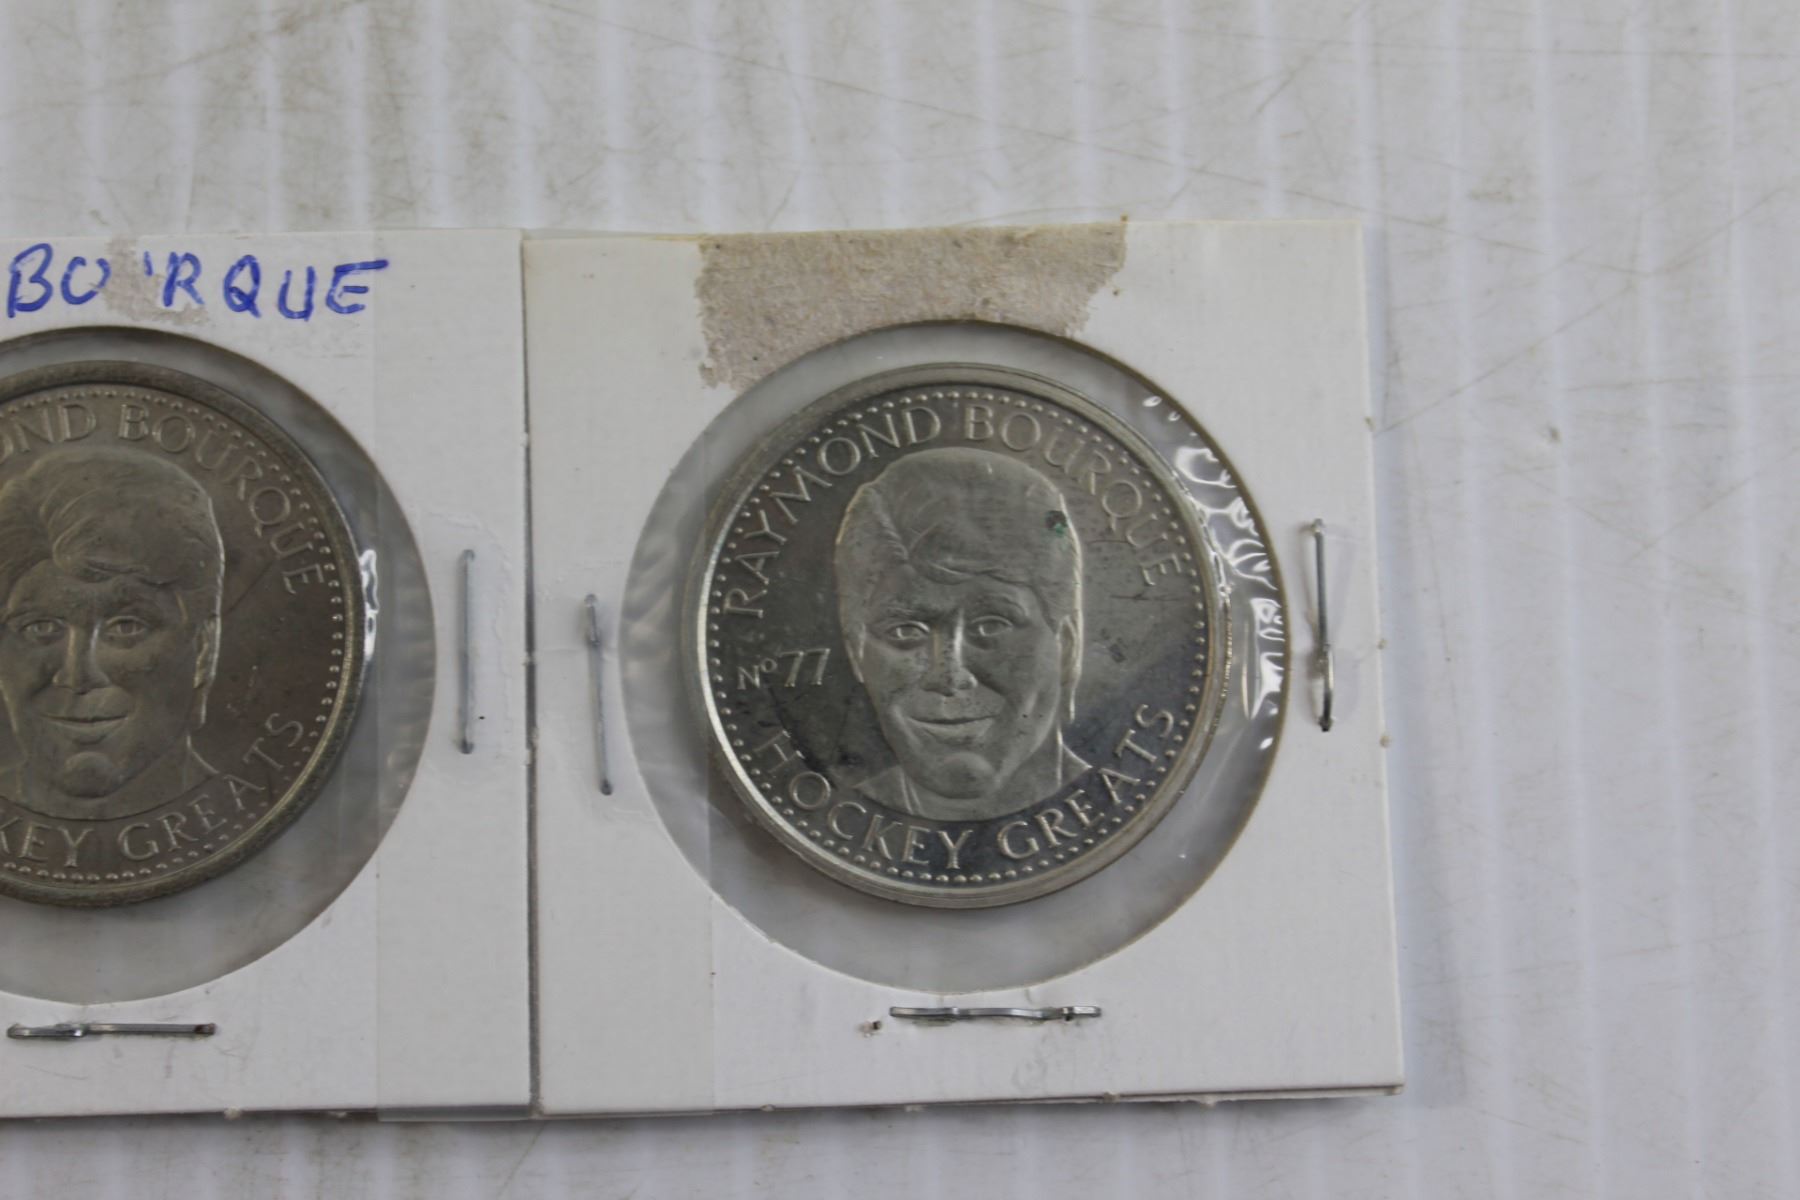 BO'RQUE
OND BOURQUE
KEY GREATS
RAYMOND BOURQUE
No 77
HOCKEY GREATS